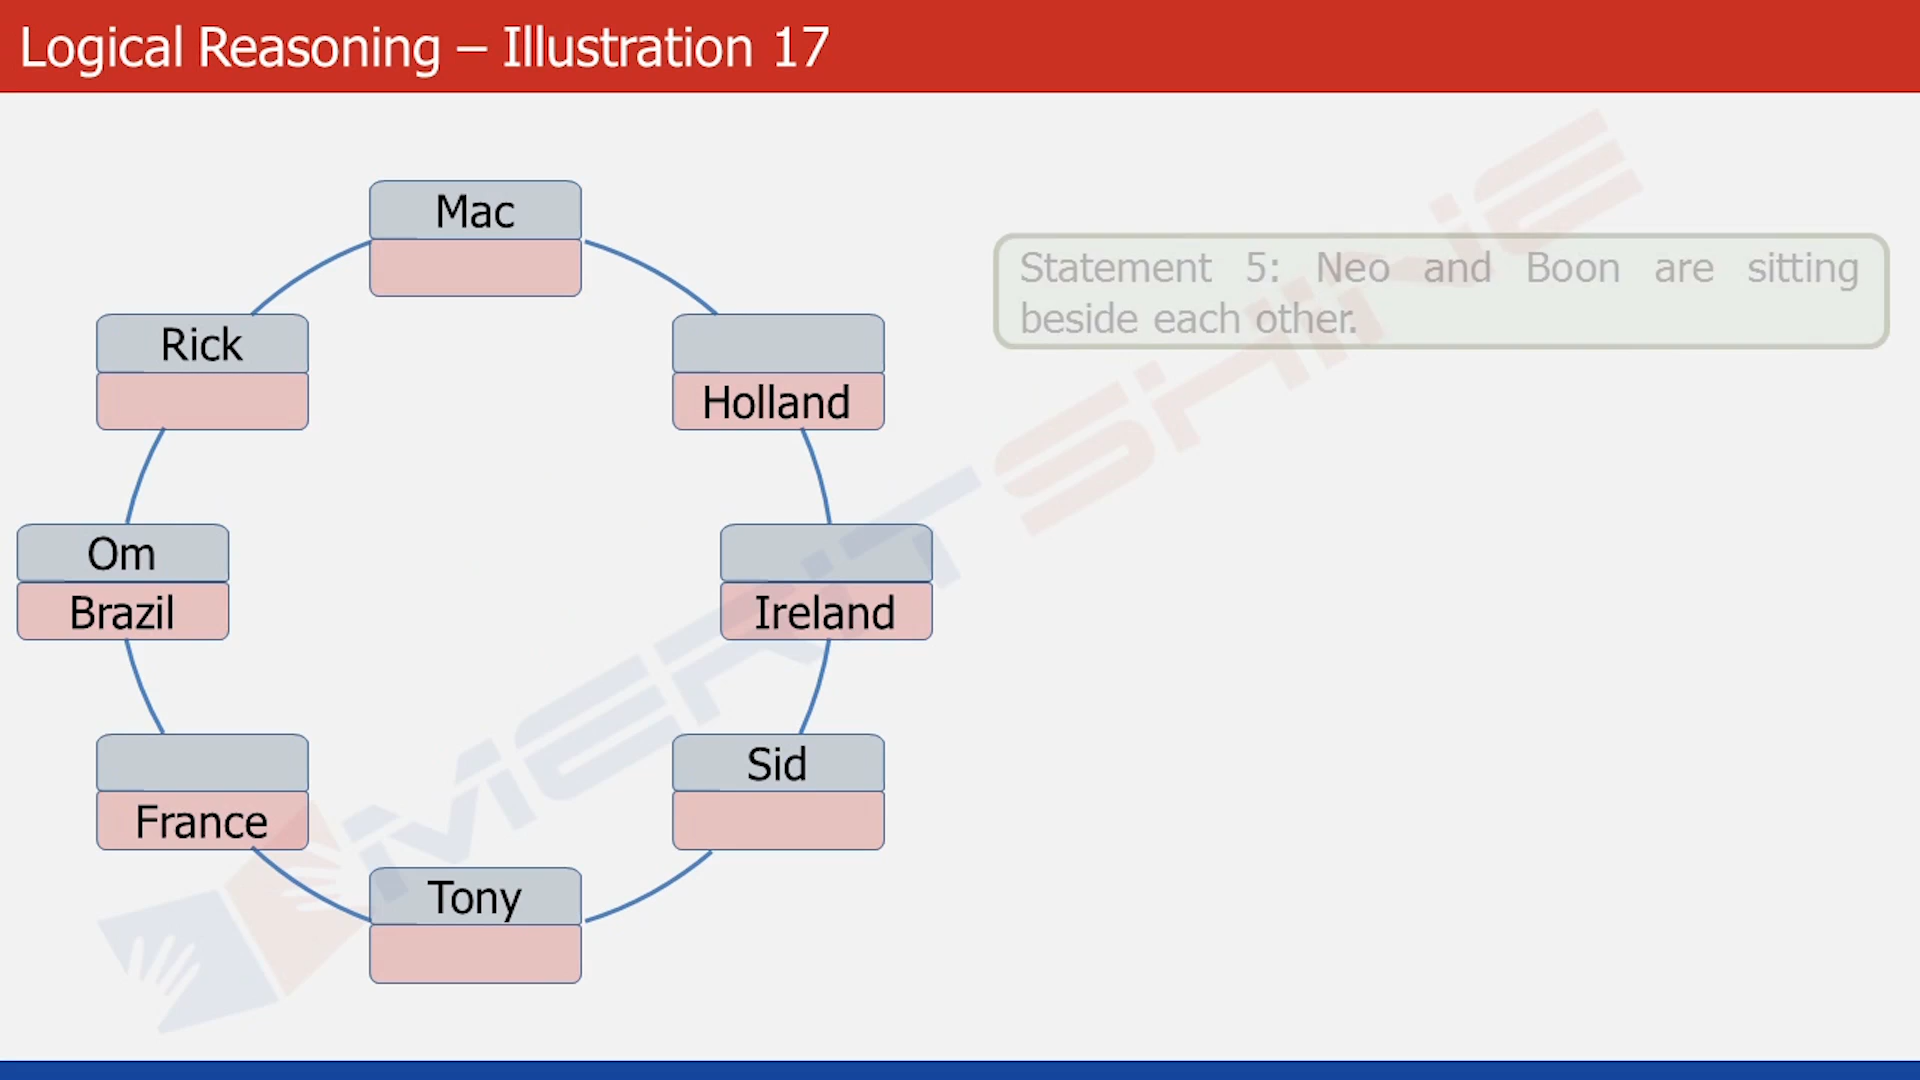 Logical Reasoning – Illustration 17
Mac
Rick
Holland
Om
Brazil
Ireland
France
Sid
Tony
Statement 5: Neo and Boon are sitting
beside each other.
MERITSHINE